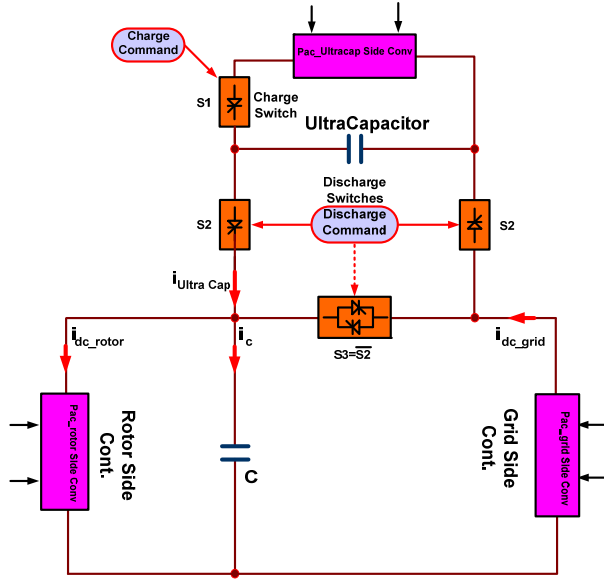 Charge
Command
Pac_Ultracap Side Conv
S1
Charge
Switch
UltraCapacitor
Discharge
Switches
S2
Discharge
Command
S2
i Ultra Cap
i dc_rotor
i c
S3=S2̅
i dc_grid
Pac_rotor Side Conv
Rotor Side
Cont.
C
Grid Side
Cont.
Pac_grid Side Conv